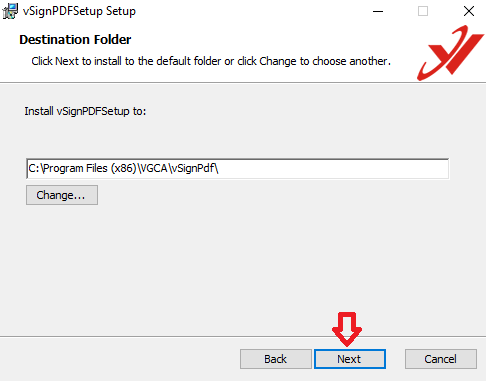 vSignPDFSetup Setup
Destination Folder
Click Next to install to the default folder or click Change to choose another.
Install vSignPDFSetup to:
C:\Program Files (x86)\VGCA\vSignPdf\
Change...
Back Next Cancel